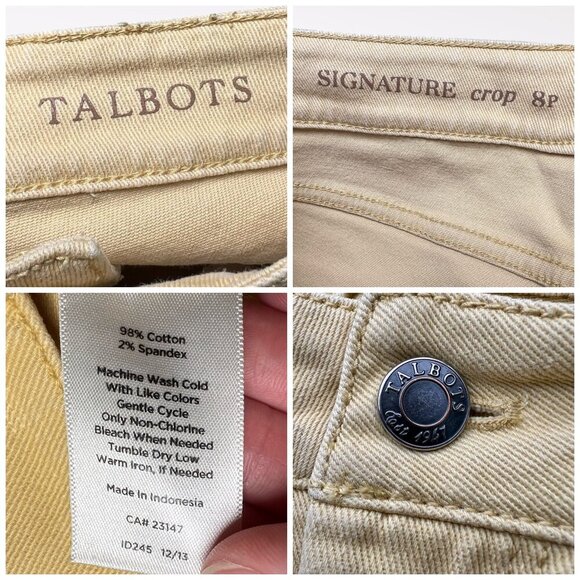 TALBOTS
SIGNATURE crop 8P
98% Cotton
2% Spandex
Machine Wash Cold
With Like Colors
Gentle Cycle
Only Non-Chlorine
Bleach When Needed
Tumble Dry Low
Warm Iron, If Needed
Made in Indonesia
CA# 23147
ID245 12/13
TALBOTS
Est 1947